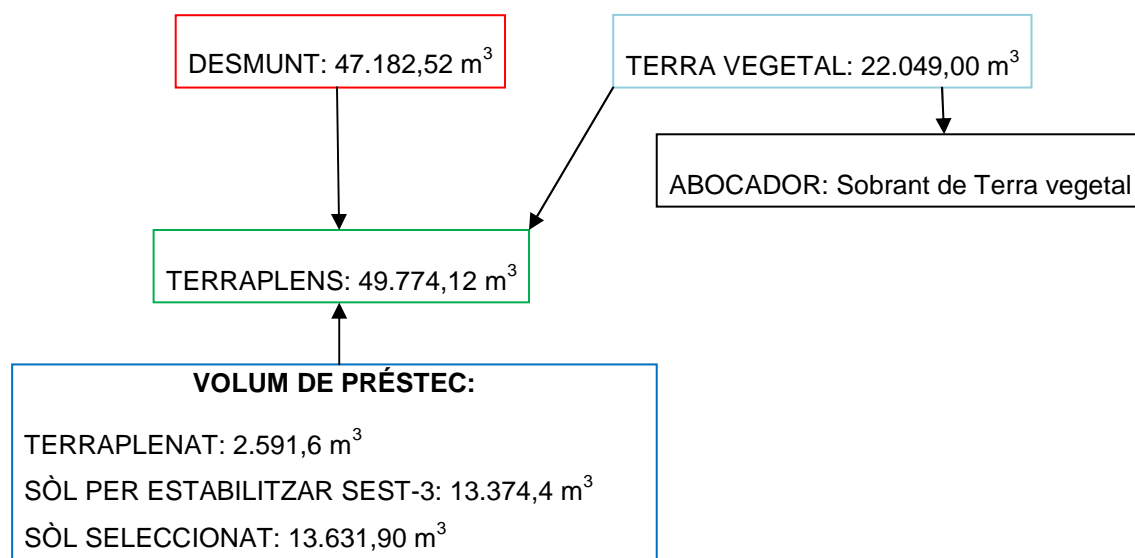 DESMUNT: 47.182,52 m³
TERRA VEGETAL: 22.049,00 m³
ABOCADOR: Sobrant de Terra vegetal
TERRAPLENS: 49.774,12 m³
VOLUM DE PRÉSTEC:
TERRAPLENAT: 2.591,6 m³
SÒL PER ESTABILITZAR SEST-3: 13.374,4 m³
SÒL SELECCIONAT: 13.631,90 m³